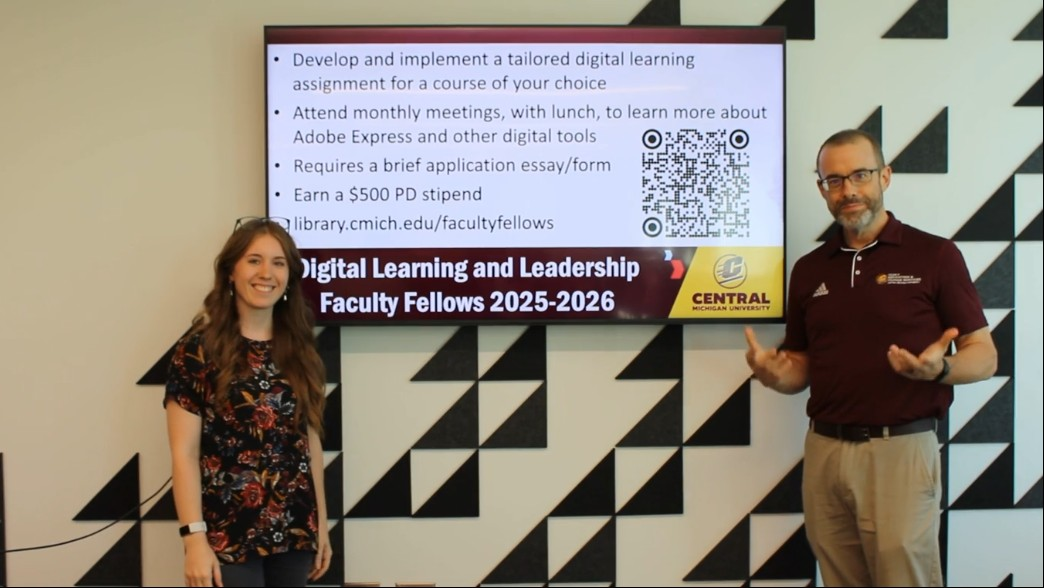 • Develop and implement a tailored digital learning
assignment for a course of your choice
• Attend monthly meetings, with lunch, to learn more about
Adobe Express and other digital tools
• Requires a brief application essay/form
• Earn a $500 PD stipend
library.cmich.edu/facultyfellows
Digital Learning and Leadership
Faculty Fellows 2025-2026
C
CENTRAL
MICHIGAN UNIVERSITY
adidas